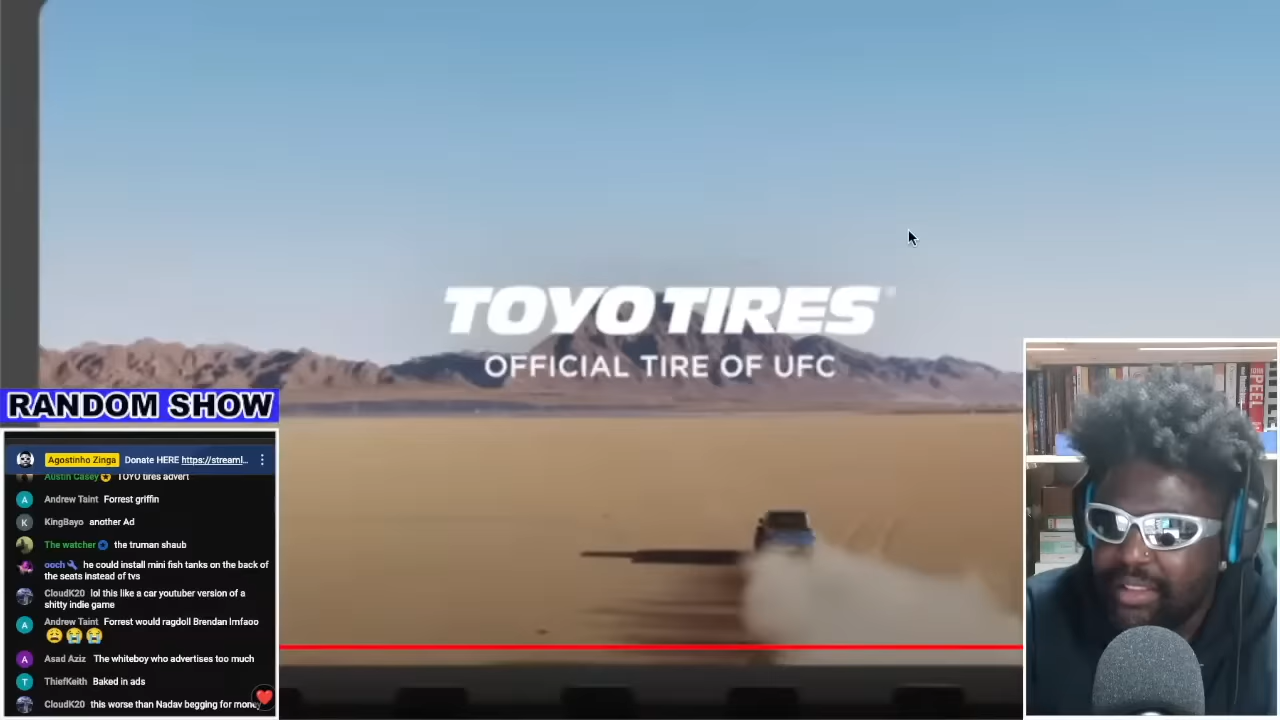 TOYO TIRES
OFFICIAL TIRE OF UFC
RANDOM SHOW
Agostinho Zinga Donate HERE https://streaml...
Austin Casey TOYO tires advert
A Andrew Taint Forrest griffin
K KingBayo another Ad
The watcher the truman shaub
ooch he could install mini fish tanks on the back of
the seats instead of tvs
CloudK20 lol this like a car youtuber version of a
shitty indie game
A Andrew Taint Forrest would ragdoll Brendan lmfaoo
A Asad Aziz The whiteboy who advertises too much
T ThiefKeith Baked in ads
CloudK20 this worse than Nadav begging for money
PEEL